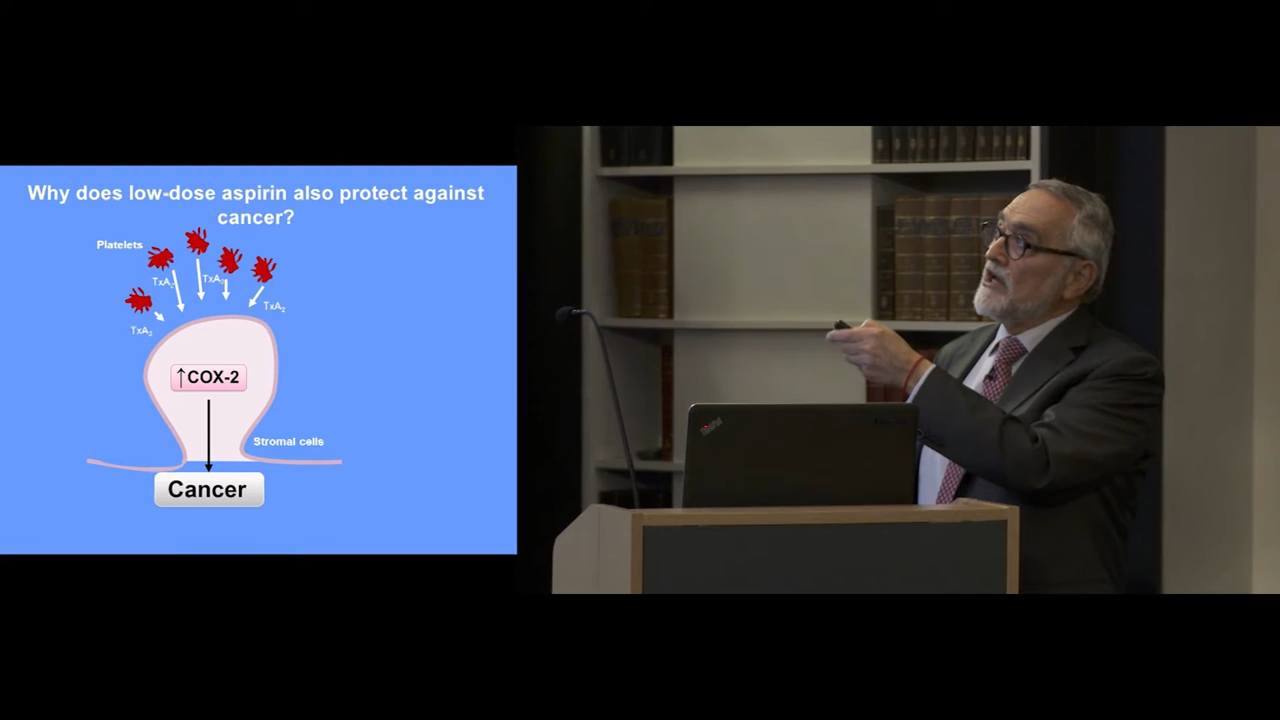 Why does low-dose aspirin also protect against
cancer?
Platelets
TxA2
TxA2
TxA2
TxA2
↑COX-2
Stromal cells
Cancer
ThinkPad